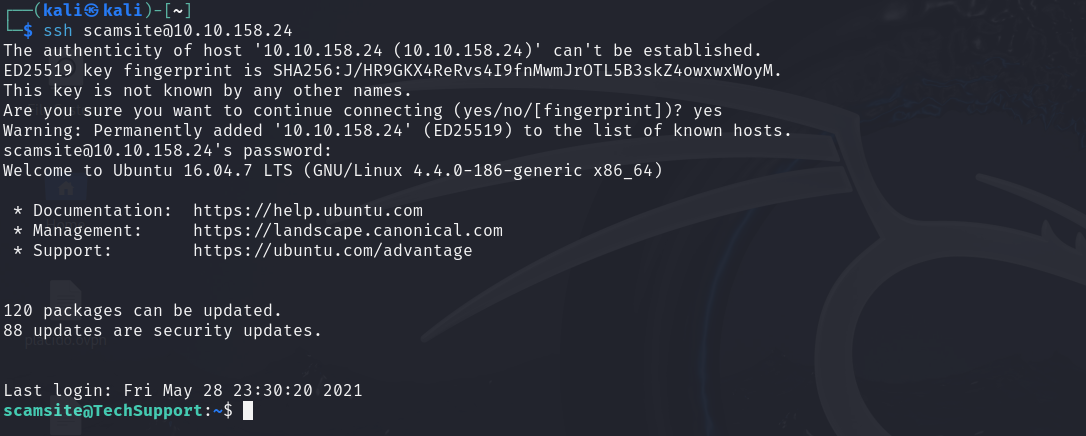 ┌──(kali㉿kali)-[~]
└─$ ssh scamsite@10.10.158.24
The authenticity of host '10.10.158.24 (10.10.158.24)' can't be established.
ED25519 key fingerprint is SHA256:J/HR9GKX4ReRvs4I9fnMwmJrOTL5B3skZ4owxwxWoyM.
This key is not known by any other names.
Are you sure you want to continue connecting (yes/no/[fingerprint])? yes
Warning: Permanently added '10.10.158.24' (ED25519) to the list of known hosts.
scamsite@10.10.158.24's password:
Welcome to Ubuntu 16.04.7 LTS (GNU/Linux 4.4.0-186-generic x86_64)
* Documentation:  https://help.ubuntu.com
* Management:     https://landscape.canonical.com
* Support:        https://ubuntu.com/advantage
120 packages can be updated.
88 updates are security updates.
Last login: Fri May 28 23:30:20 2021
scamsite@TechSupport:~$